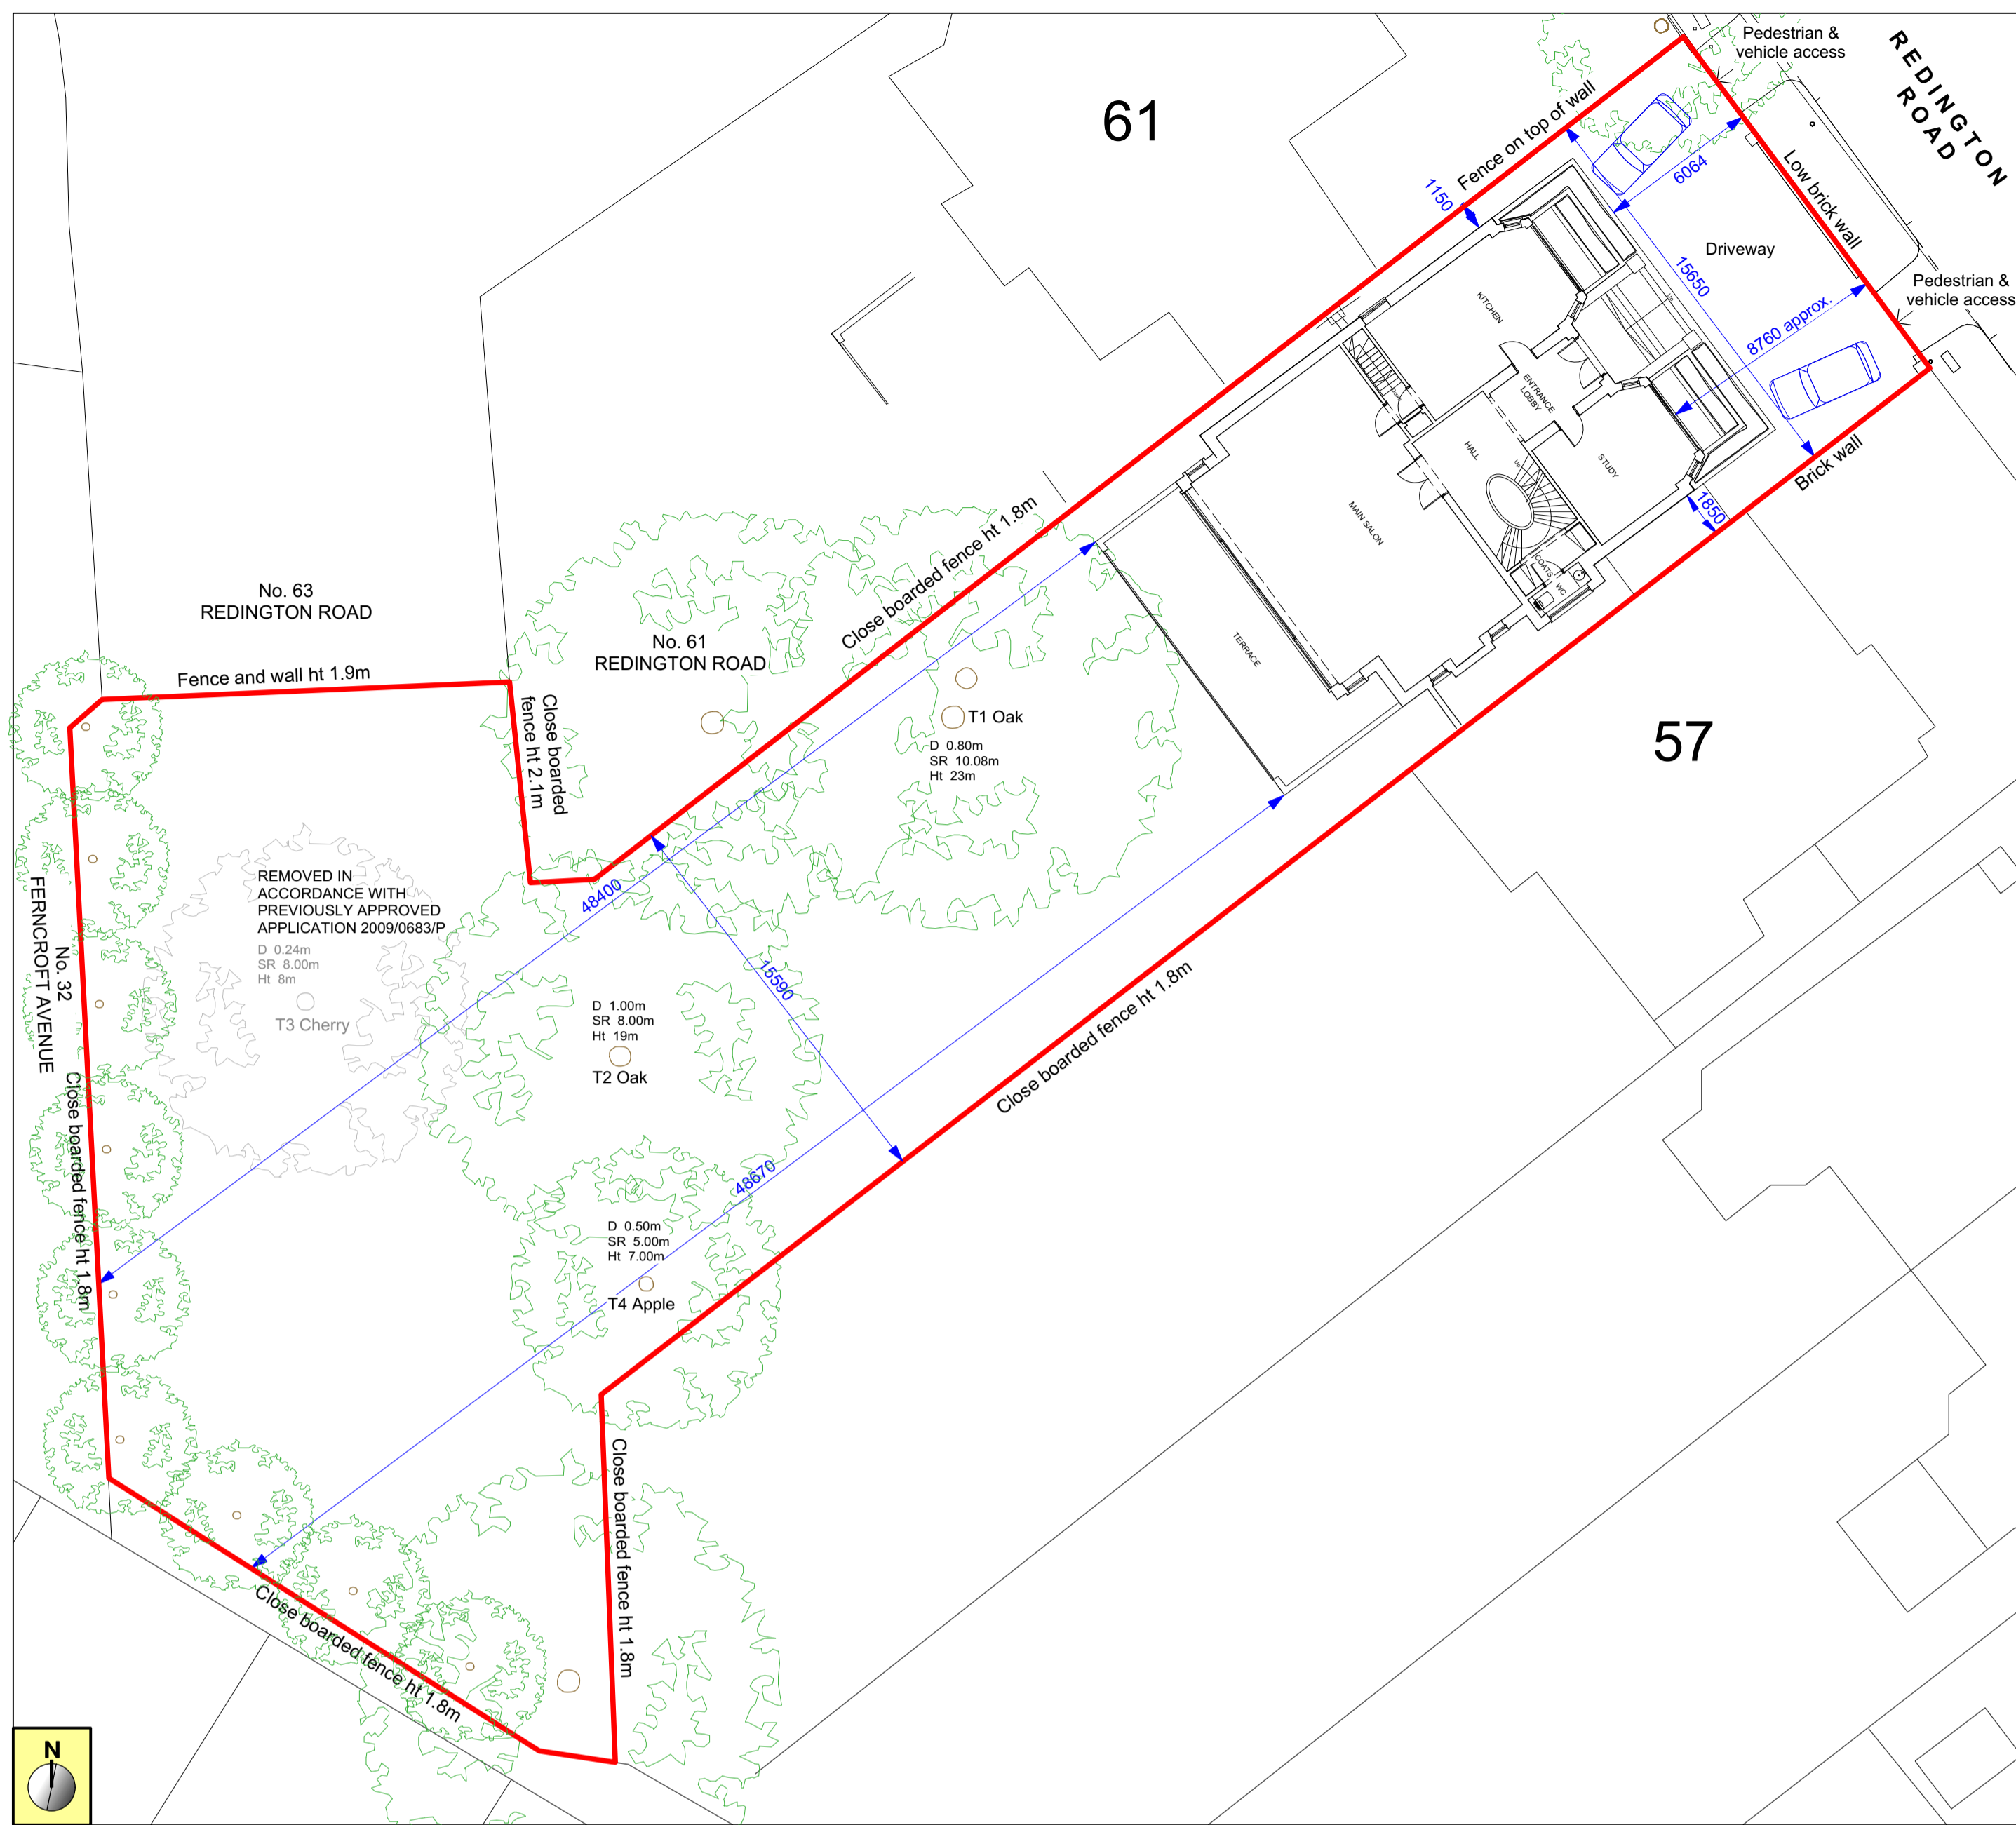 61
Pedestrian &
vehicle access
REDINGTON
ROAD
Fence on top of wall
1150
6064
Low brick wall
Driveway
15650
Pedestrian &
vehicle access
8760 approx.
KITCHEN
Up
ENTRANCE
LOBBY
HALL
Up
STUDY
MAIN SALON
COATS
WC
1850
Brick wall
TERRACE
57
Close boarded fence ht 1.8m
No. 63
REDINGTON ROAD
No. 61
REDINGTON ROAD
Fence and wall ht 1.9m
Close boarded
fence ht 2.1m
T1 Oak
D 0.80m
SR 10.08m
Ht 23m
REMOVED IN
ACCORDANCE WITH
PREVIOUSLY APPROVED
APPLICATION 2009/0683/P
D 0.24m
SR 8.00m
Ht 8m
T3 Cherry
48400
15590
No. 32
FERNCROFT AVENUE
Close boarded fence ht 1.8m
D 1.00m
SR 8.00m
Ht 19m
T2 Oak
Close boarded fence ht 1.8m
48670
D 0.50m
SR 5.00m
Ht 7.00m
T4 Apple
Close boarded fence ht 1.8m
Close boarded fence ht 1.8m
N